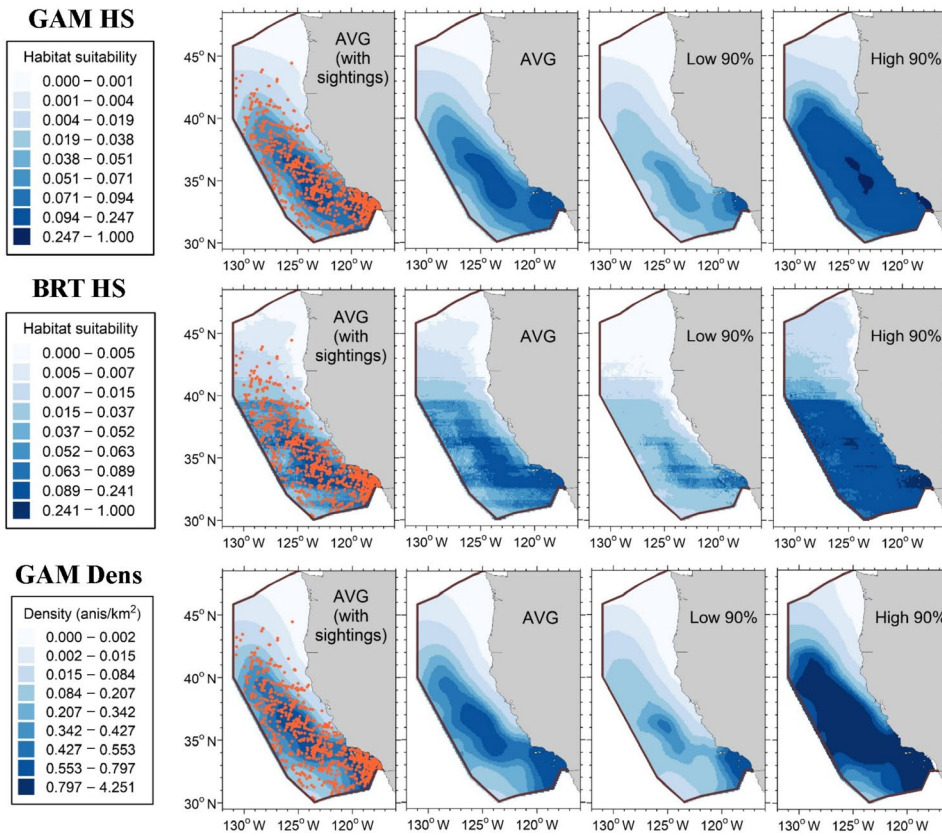 GAM HS
Habitat suitability
0.000 – 0.001
0.001 – 0.004
0.004 – 0.019
0.019 – 0.038
0.038 – 0.051
0.051 – 0.071
0.071 – 0.094
0.094 – 0.247
0.247 – 1.000
45° N
40°
35°
30° N
AVG
(with
sightings)
AVG
Low 90%
High 90%
130° W 125° W 120° W
130° W 125° W 120° W
130° W 125° W 120° W
130° W 125° W 120° W
BRT HS
Habitat suitability
0.000 – 0.005
0.005 – 0.007
0.007 – 0.015
0.015 – 0.037
0.037 – 0.052
0.052 – 0.063
0.063 – 0.089
0.089 – 0.241
0.241 – 1.000
45° N
40°
35°
30° N
AVG
(with
sightings)
AVG
Low 90%
High 90%
130° W 125° W 120° W
130° W 125° W 120° W
130° W 125° W 120° W
130° W 125° W 120° W
GAM Dens
Density (anis/km²)
0.000 – 0.002
0.002 – 0.015
0.015 – 0.084
0.084 – 0.207
0.207 – 0.342
0.342 – 0.427
0.427 – 0.553
0.553 – 0.797
0.797 – 4.251
45° N
40°
35°
30° N
AVG
(with
sightings)
AVG
Low 90%
High 90%
130° W 125° W 120° W
130° W 125° W 120° W
130° W 125° W 120° W
130° W 125° W 120° W